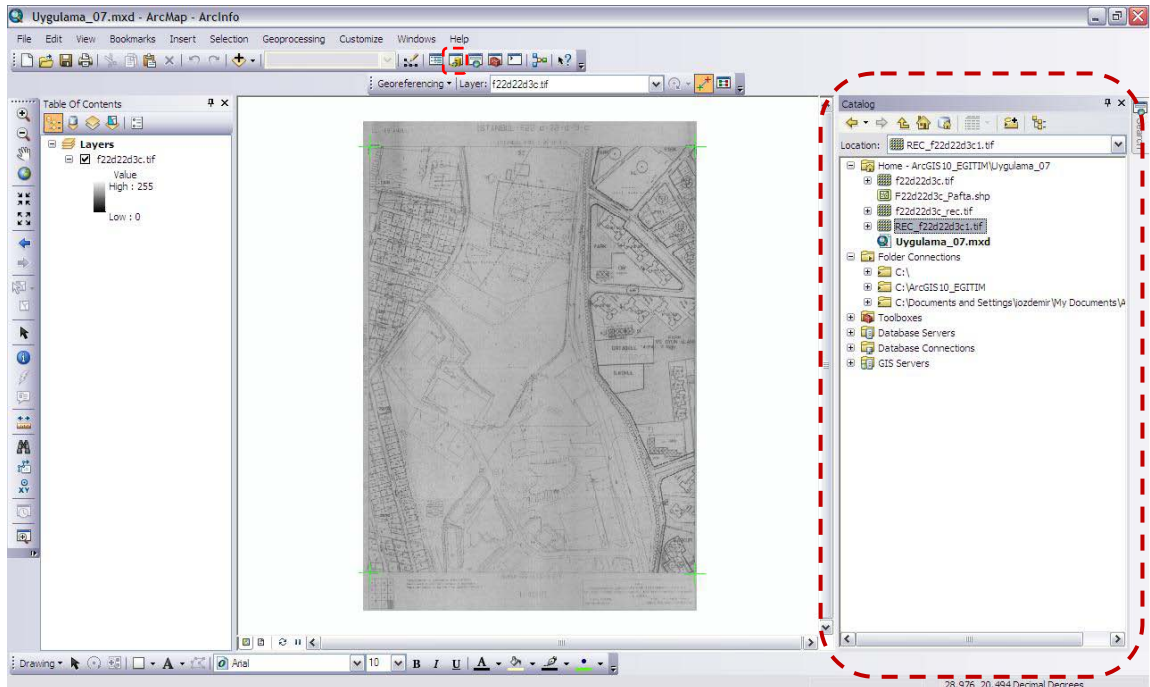 Uygulama_07.mxd - ArcMap - ArcInfo
File Edit View Bookmarks Insert Selection Geoprocessing Customize Windows Help
Georeferencing Layer: f22d22d3c.tif
Table Of Contents
Layers
f22d22d3c.tif
Value
High : 255
Low : 0
Catalog
Location: REC_f22d22d3c1.tif
Home - ArcGIS10_EGITIM\Uygulama_07
f22d22d3c.tif
F22d22d3c_Pafta.shp
f22d22d3c_rec.tif
REC_f22d22d3c1.tif
Uygulama_07.mxd
Folder Connections
C:\
C:\ArcGIS10_EGITIM
C:\Documents and Settings\jozdemir\My Documents\A
Toolboxes
Database Servers
Database Connections
GIS Servers
Search
Drawing A Arial 10 B I U A
28,976 20,494 Decimal Degrees